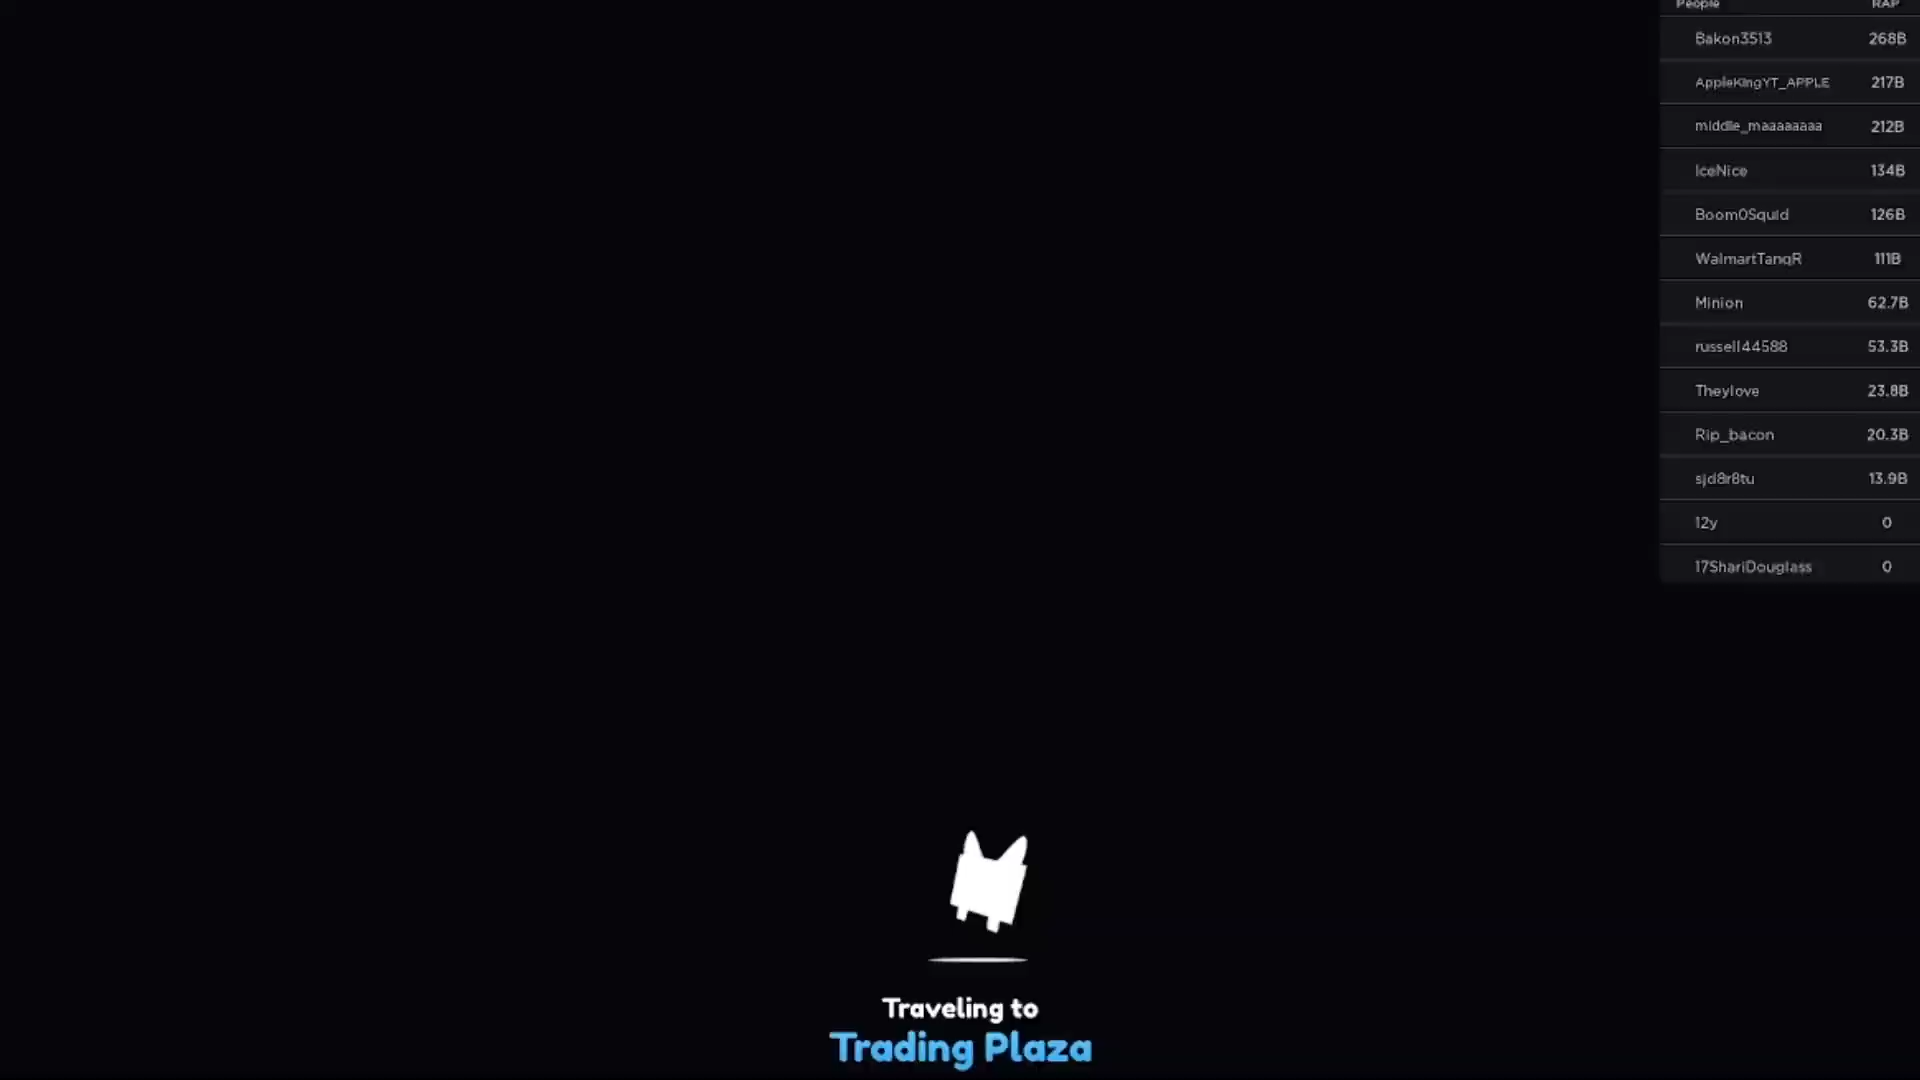 People RAP
Bakon3513 268B
AppleKingYT_APPLE 217B
middle_maaaaaaaa 212B
IceNice 134B
Boom0Squid 126B
WalmartTanqR 111B
Minion 62.7B
russell44588 53.3B
Theylove 23.8B
Rip_bacon 20.3B
sjd8r8tu 13.9B
12y 0
17ShariDouglass 0
Traveling to
Trading Plaza